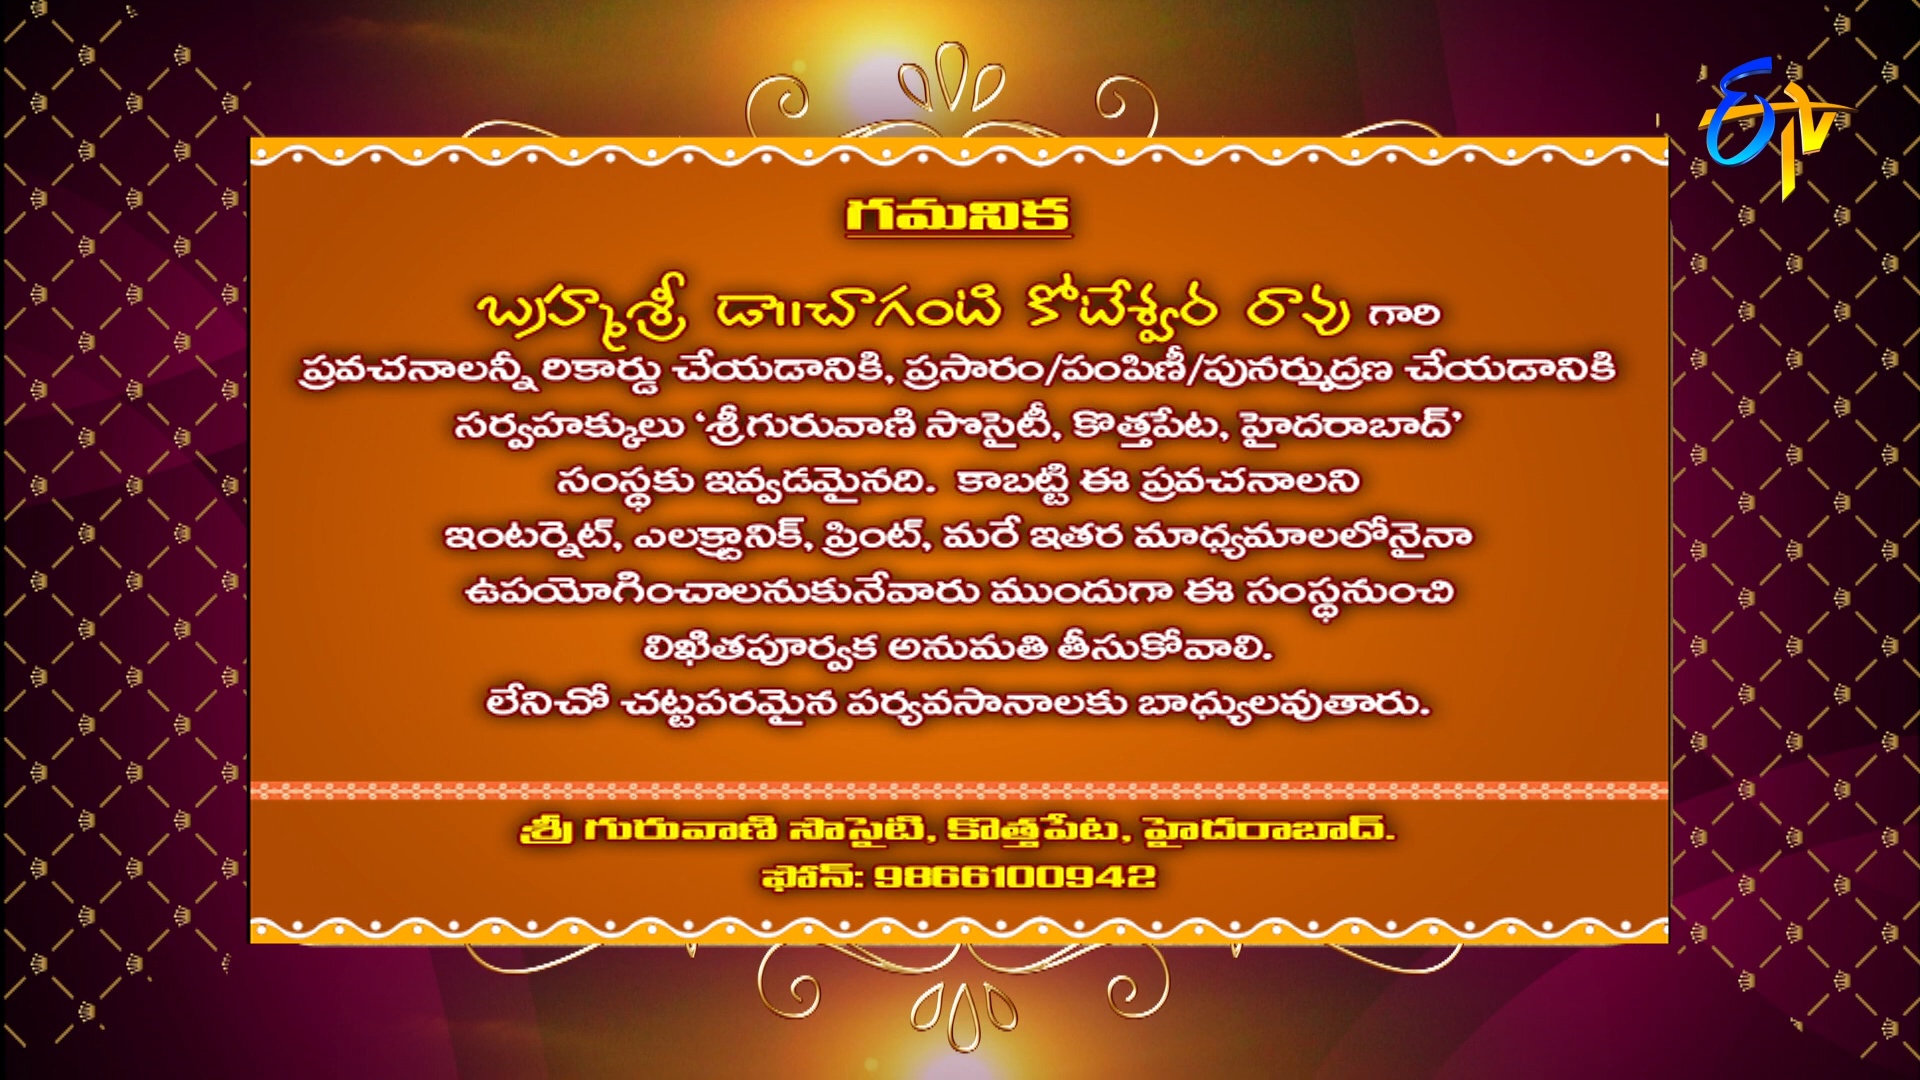 ETV
గమనిక
బ్రహ్మశ్రీ డా||చాగంటి కోటేశ్వర రావు గారి
ప్రవచనాలన్నీ రికార్డు చేయడానికి, ప్రసారం/పంపిణీ/పునర్ముద్రణ చేయడానికి
సర్వహక్కులు ‘శ్రీగురువాణి సొసైటీ, కొత్తపేట, హైదరాబాద్’
సంస్థకు ఇవ్వడమైనది. కాబట్టి ఈ ప్రవచనాలని
ఇంటర్నెట్, ఎలక్ట్రానిక్, ప్రింట్, మరే ఇతర మాధ్యమాలలోనైనా
ఉపయోగించాలనుకునేవారు ముందుగా ఈ సంస్థనుంచి
లిఖితపూర్వక అనుమతి తీసుకోవాలి.
లేనిచో చట్టపరమైన పర్యవసానాలకు బాధ్యులవుతారు.
శ్రీ గురువాణి సొసైటి, కొత్తపేట, హైదరాబాద్.
ఫోన్: 9866100942